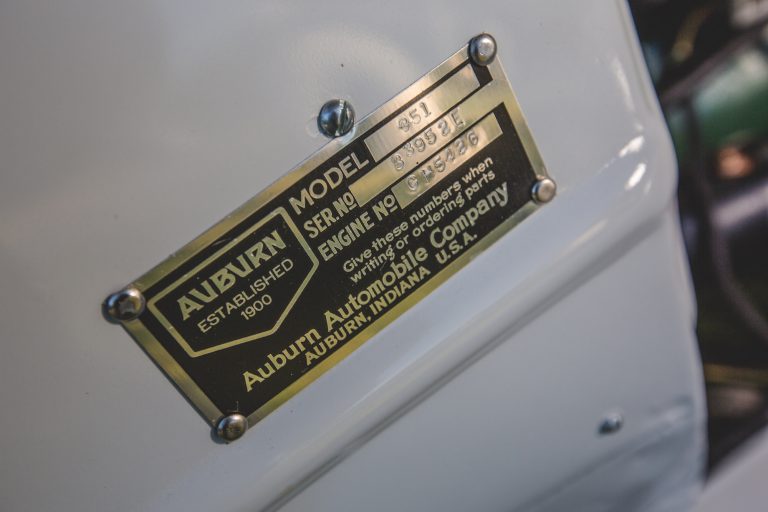 AUBURN
ESTABLISHED
1900
MODEL 851
SER.NO 33952E
ENGINE NO
Give these numbers when
writing or ordering parts
Auburn Automobile Company
AUBURN, INDIANA U.S.A.